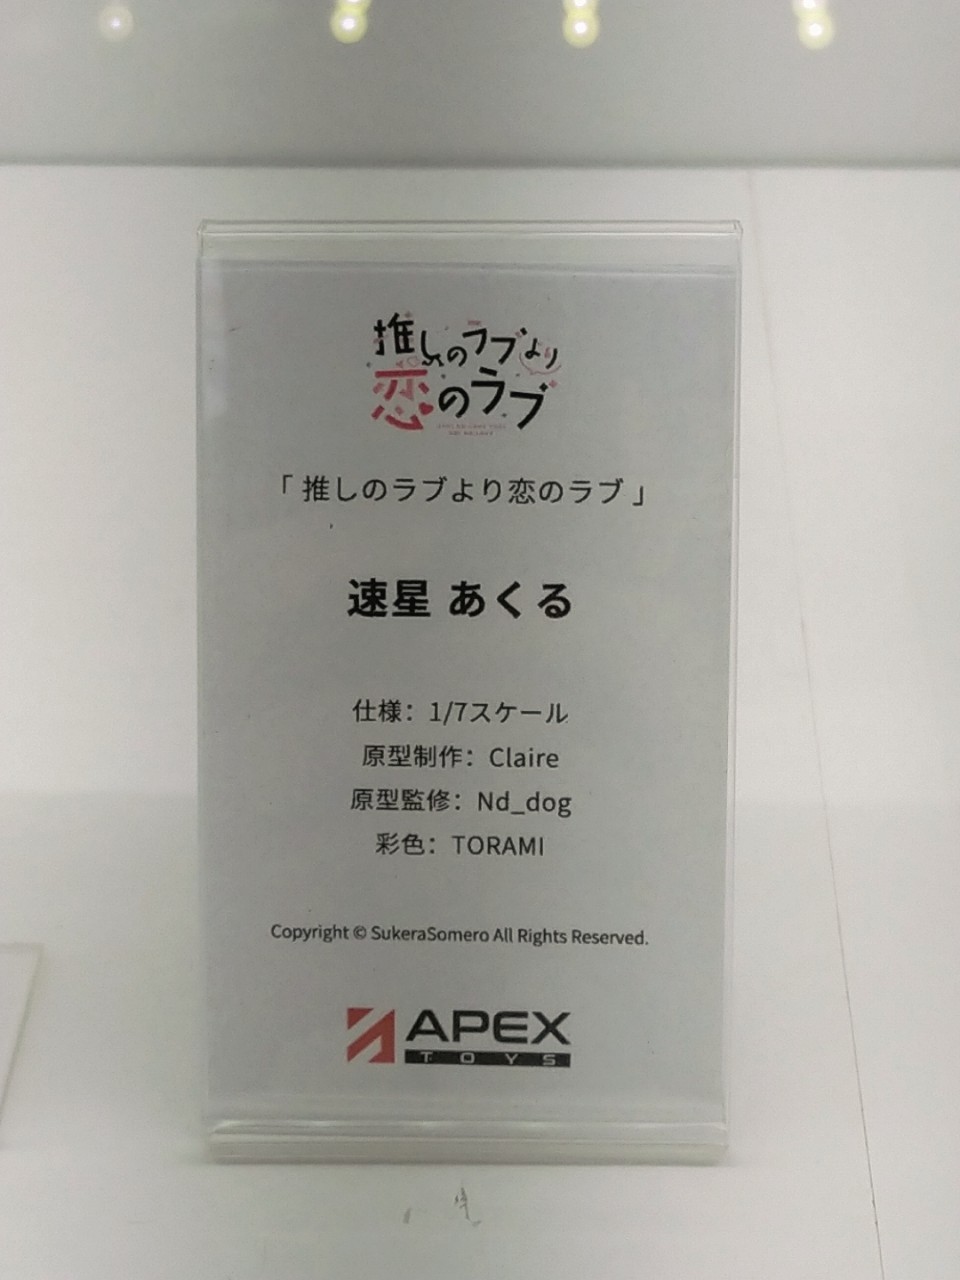 推しのラブより
恋のラブ
「 推しのラブより恋のラブ 」
速星 あくる
仕様：1/7スケール
原型制作：Claire
原型監修：Nd_dog
彩色：TORAMI
Copyright © SukeraSomero All Rights Reserved.
APEX
TOYS